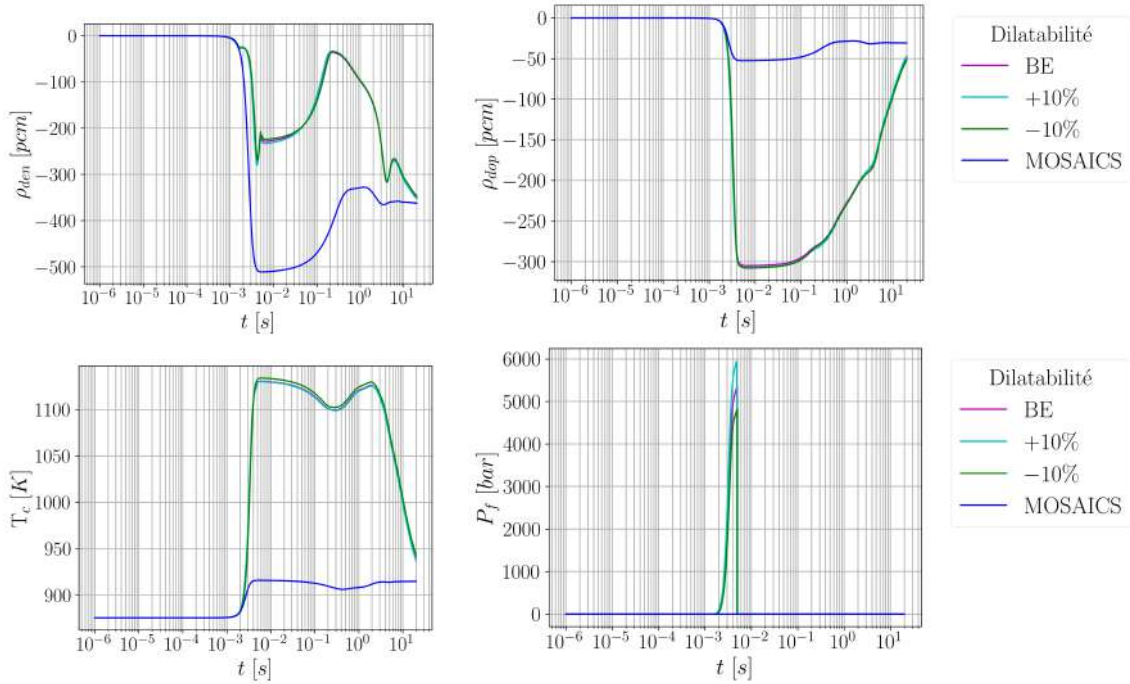 0
−100
−200
−300
−400
−500
ρ_den [pcm]
10⁻⁶ 10⁻⁵ 10⁻⁴ 10⁻³ 10⁻² 10⁻¹ 10⁰ 10¹
t [s]
0
−50
−100
−150
−200
−250
−300
ρ_dop [pcm]
10⁻⁶ 10⁻⁵ 10⁻⁴ 10⁻³ 10⁻² 10⁻¹ 10⁰ 10¹
t [s]
Dilatabilité
BE
+10%
−10%
MOSAICS
1100
1050
1000
950
900
T_c [K]
10⁻⁶ 10⁻⁵ 10⁻⁴ 10⁻³ 10⁻² 10⁻¹ 10⁰ 10¹
t [s]
6000
5000
4000
3000
2000
1000
0
P_f [bar]
10⁻⁶ 10⁻⁵ 10⁻⁴ 10⁻³ 10⁻² 10⁻¹ 10⁰ 10¹
t [s]
Dilatabilité
BE
+10%
−10%
MOSAICS